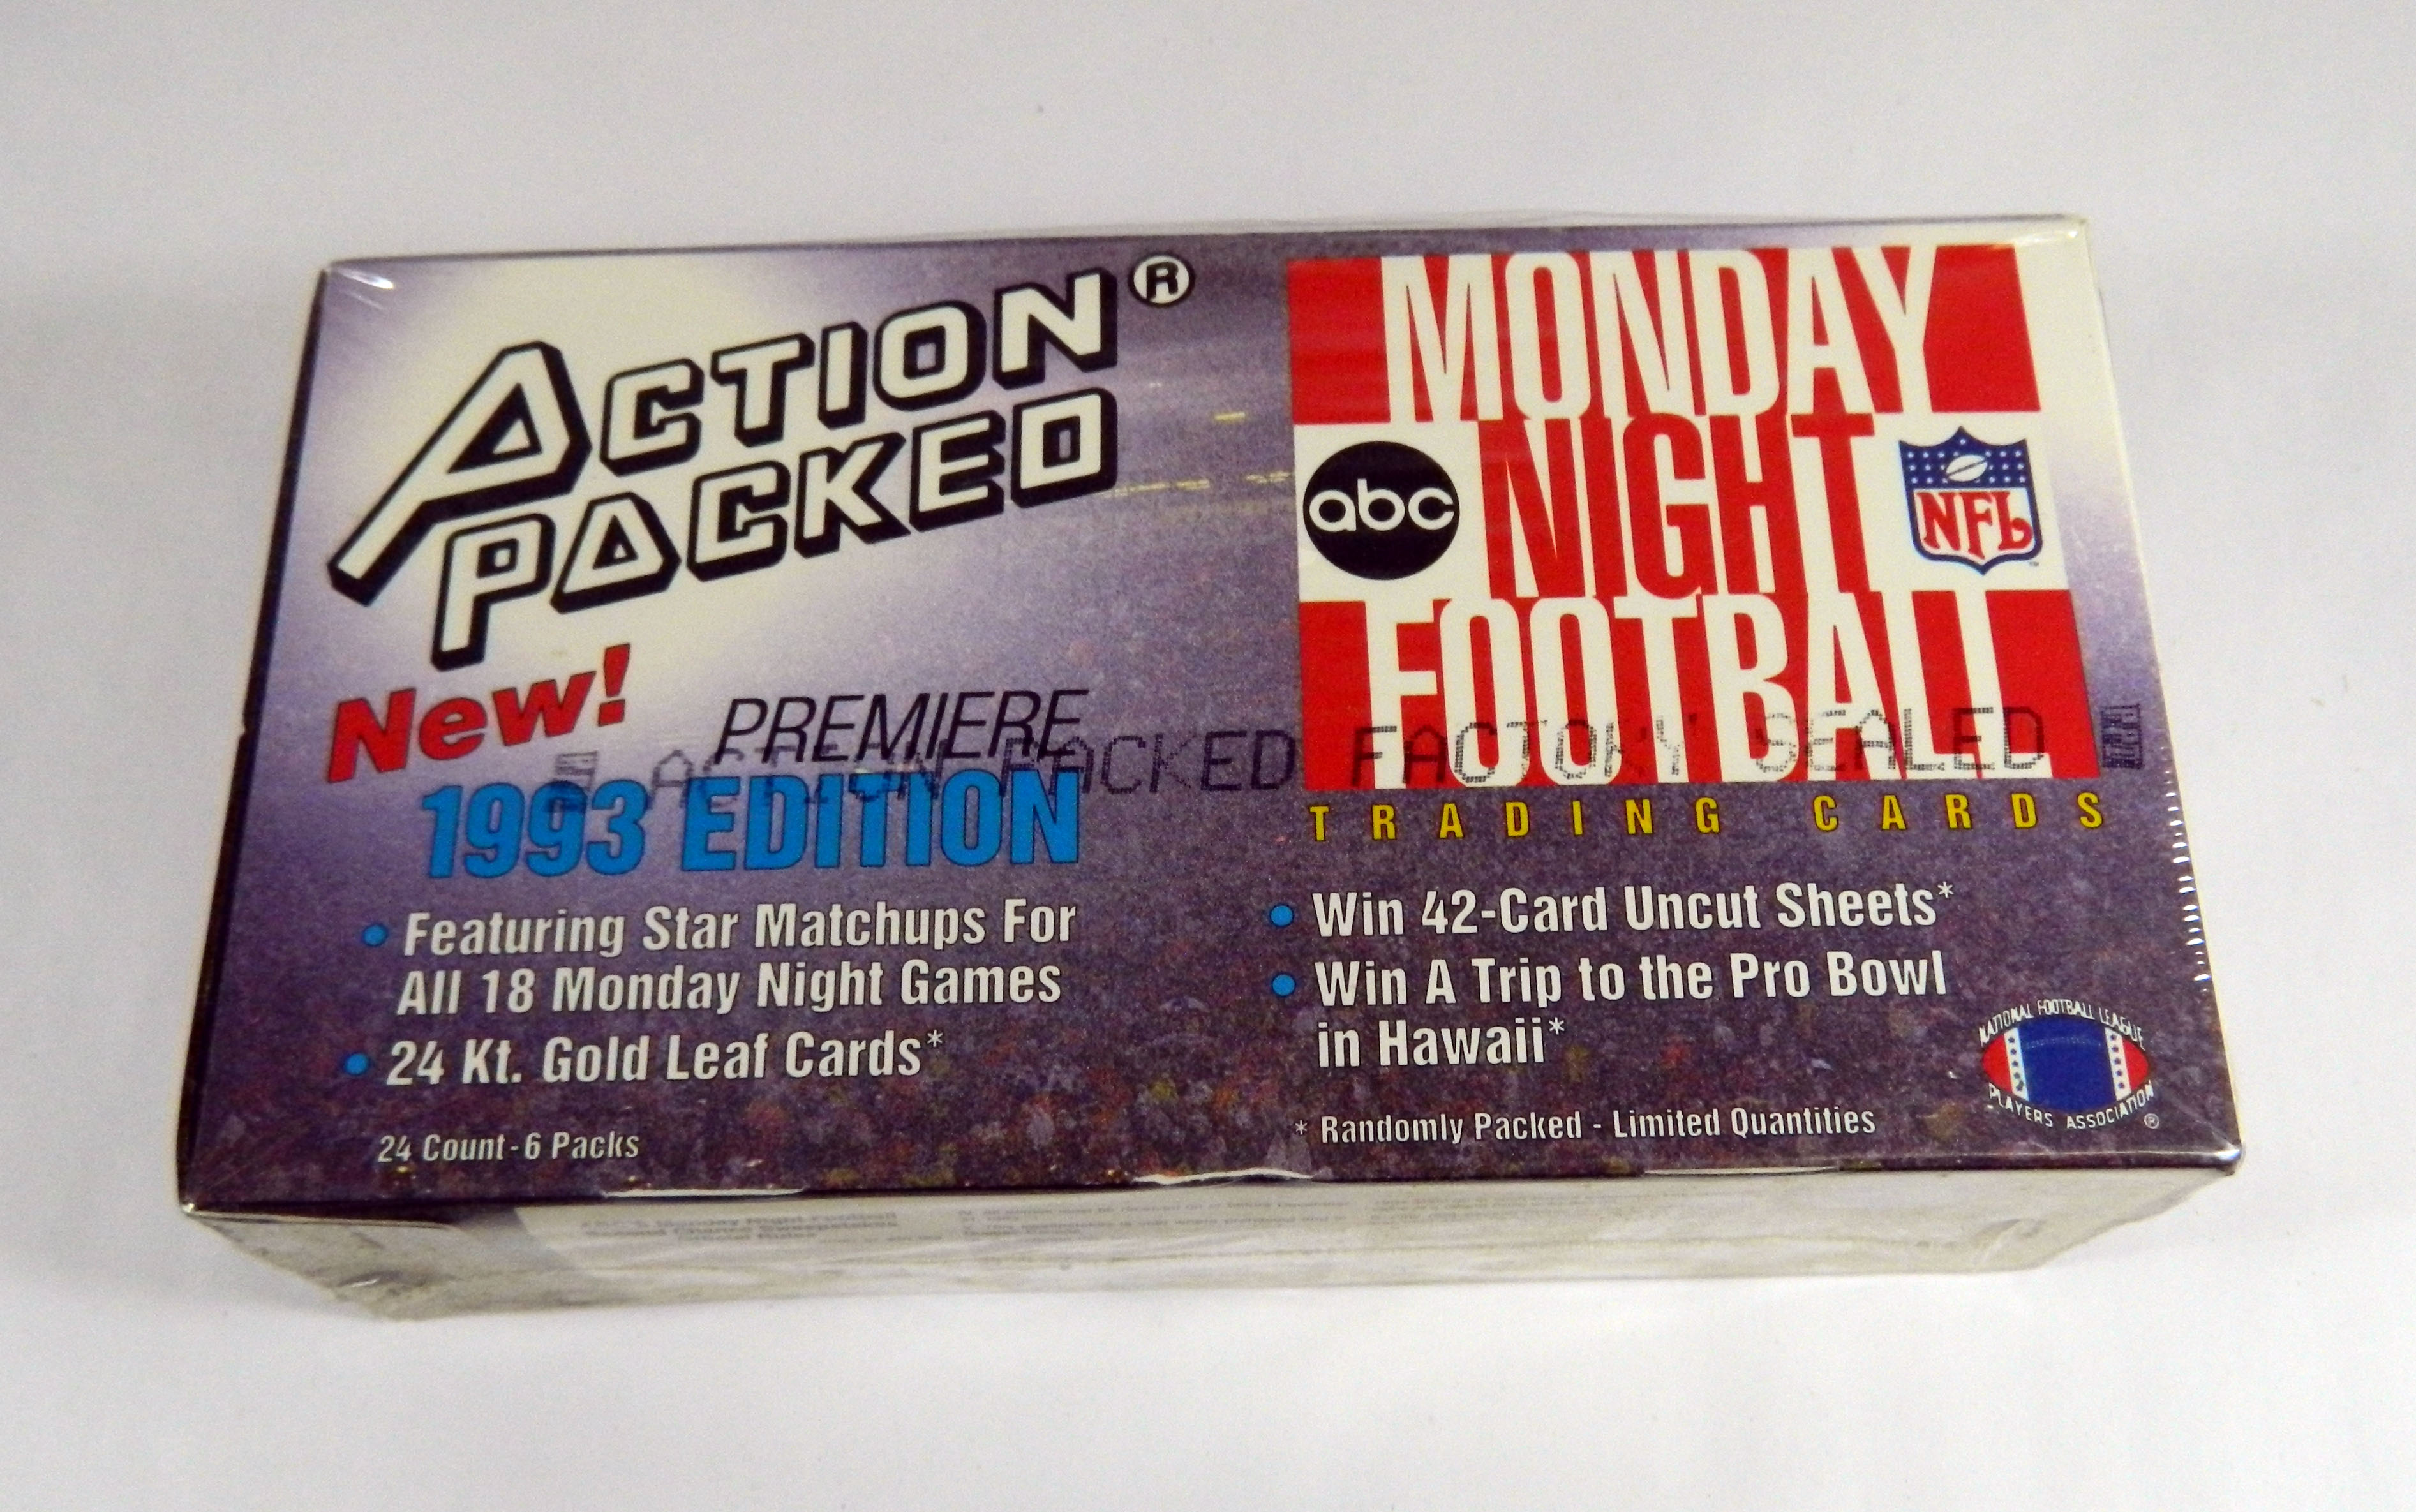 ACTION®
PACKED
New!
PREMIERE
1993 EDITION
• Featuring Star Matchups For
All 18 Monday Night Games
• 24 Kt. Gold Leaf Cards*
24 Count - 6 Packs
MONDAY
abc NIGHT NFL
FOOTBALL
ACTION PACKED FACTORY SEALED
TRADING CARDS
• Win 42-Card Uncut Sheets*
• Win A Trip to the Pro Bowl
in Hawaii*
* Randomly Packed - Limited Quantities
NATIONAL FOOTBALL LEAGUE
PLAYERS ASSOCIATION®